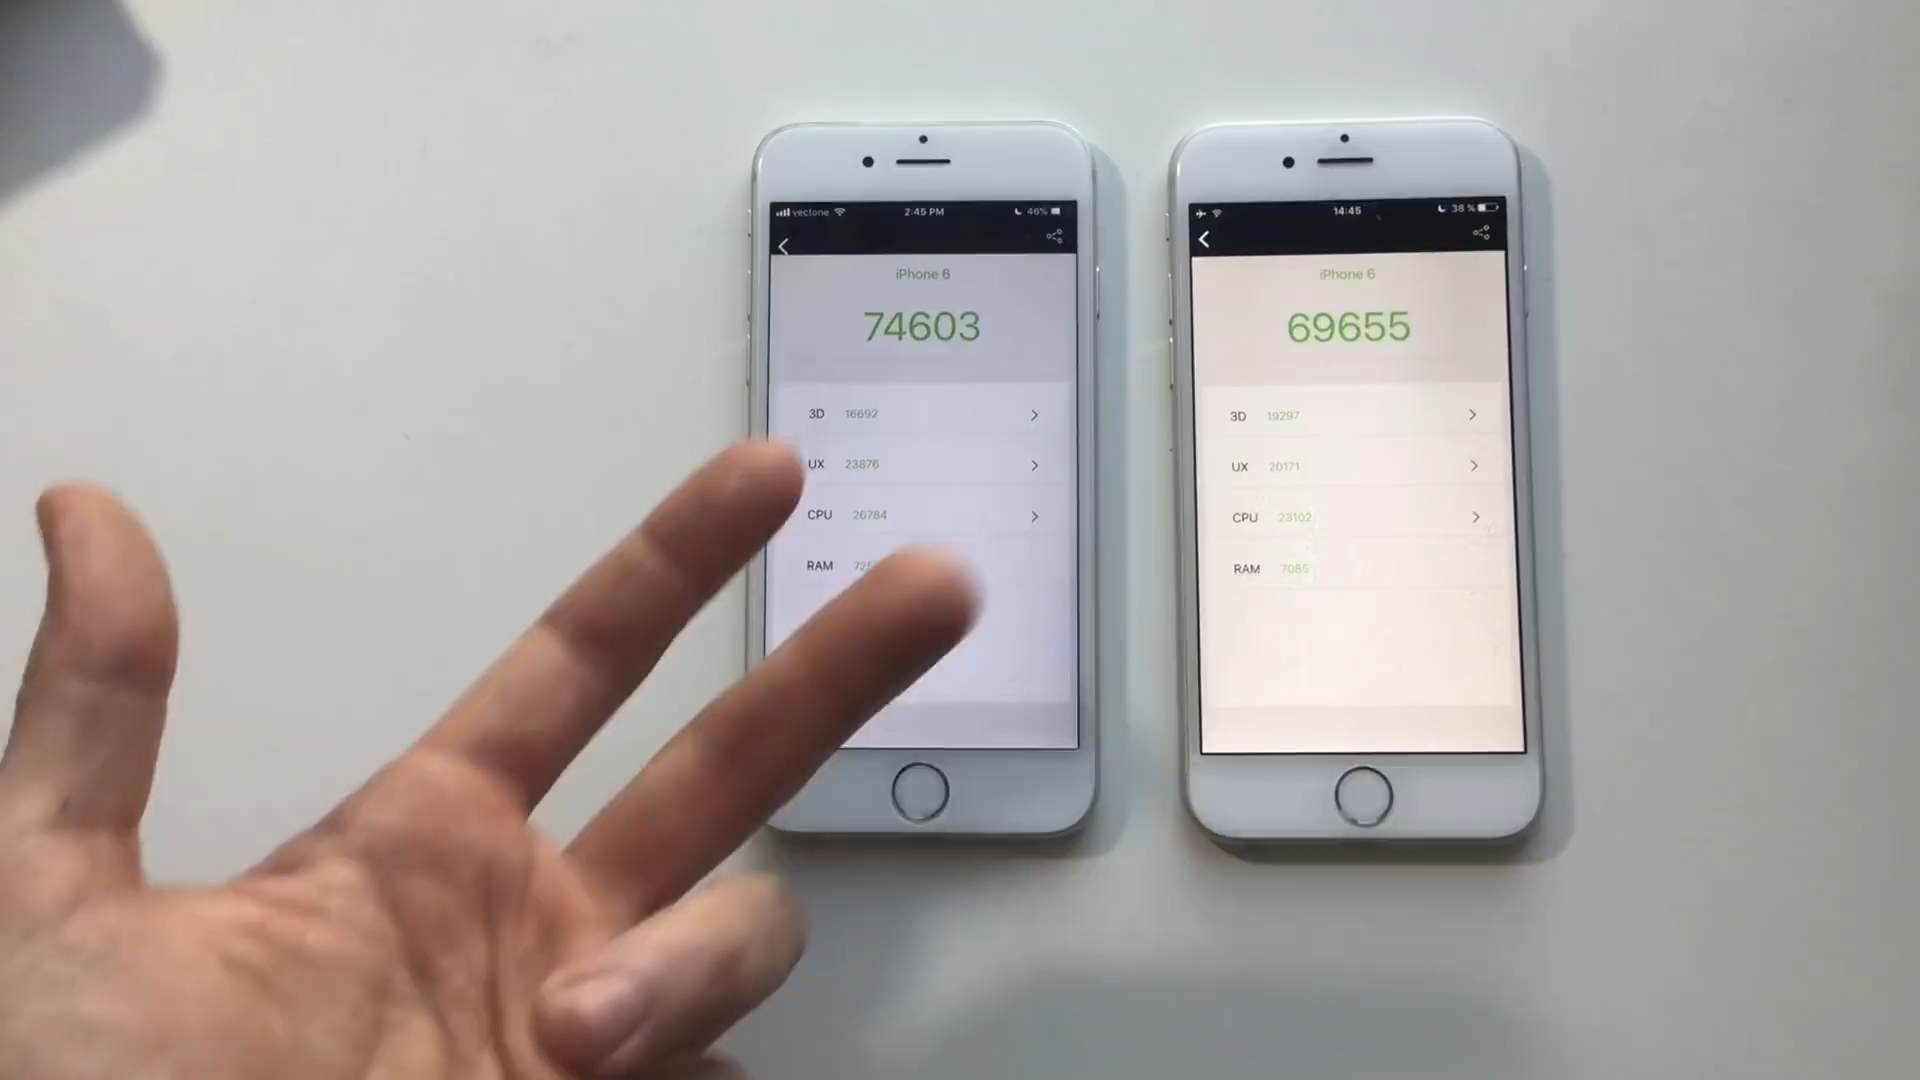 vectone 2:45 PM 46%
iPhone 6
74603
3D 16692
UX 23876
CPU 26784
RAM
14:45 38 %
iPhone 6
69655
3D 19297
UX 20171
CPU 23102
RAM 7085